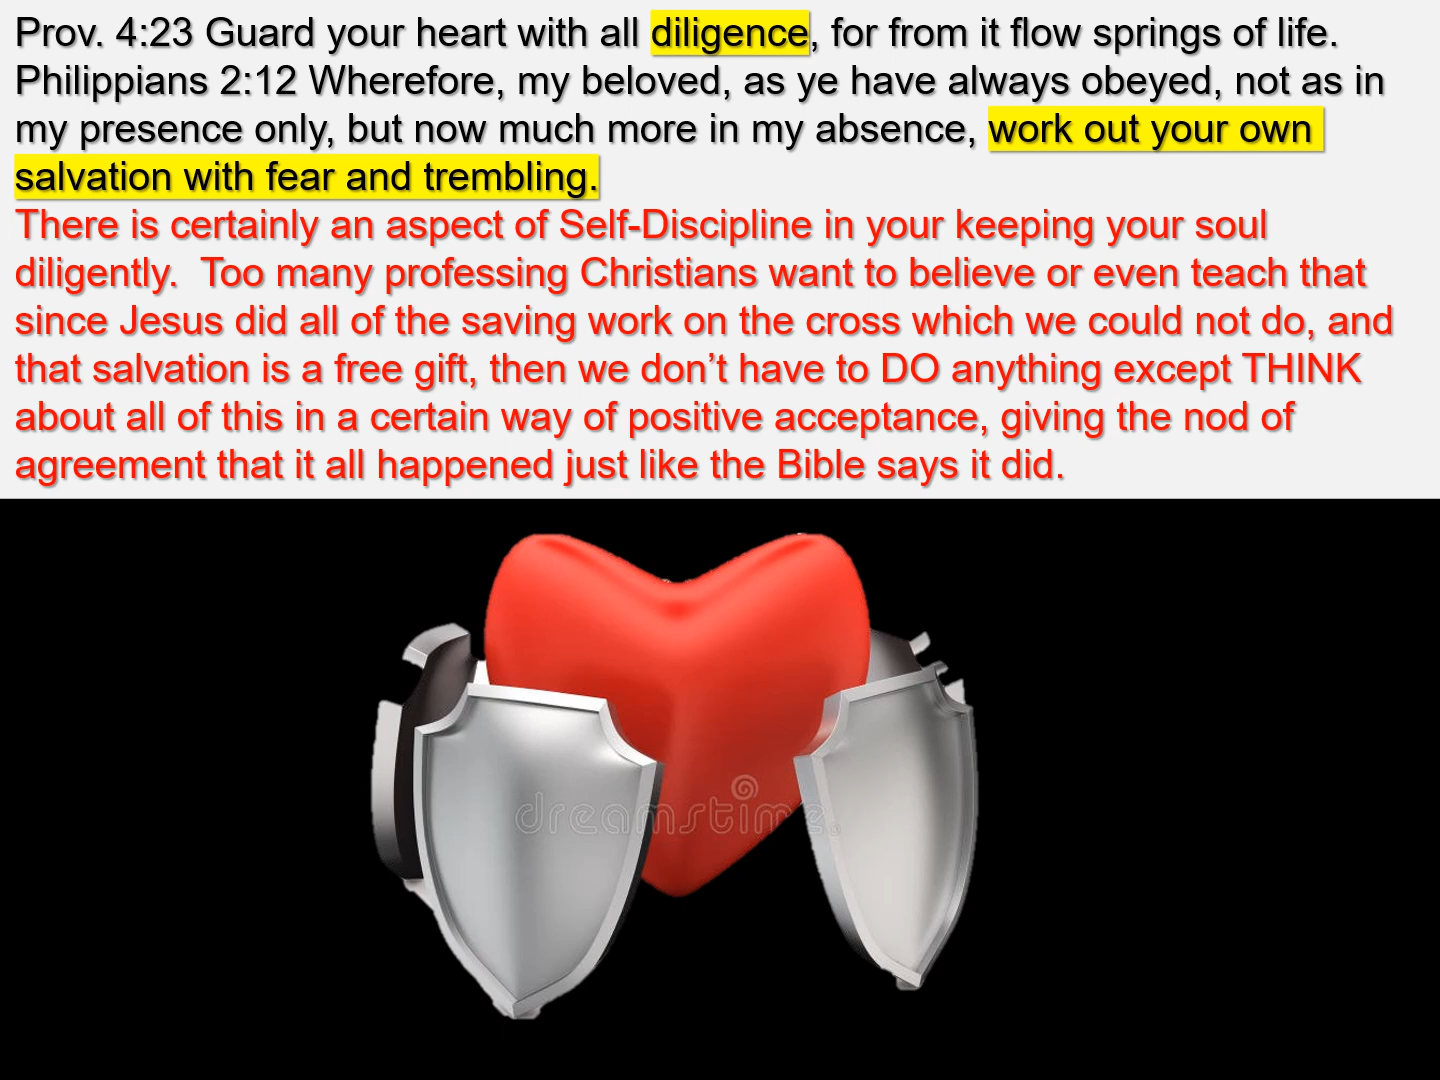 Prov. 4:23 Guard your heart with all diligence, for from it flow springs of life.
Philippians 2:12 Wherefore, my beloved, as ye have always obeyed, not as in
my presence only, but now much more in my absence, work out your own
salvation with fear and trembling.
There is certainly an aspect of Self-Discipline in your keeping your soul
diligently.  Too many professing Christians want to believe or even teach that
since Jesus did all of the saving work on the cross which we could not do, and
that salvation is a free gift, then we don’t have to DO anything except THINK
about all of this in a certain way of positive acceptance, giving the nod of
agreement that it all happened just like the Bible says it did.
dreamstime.